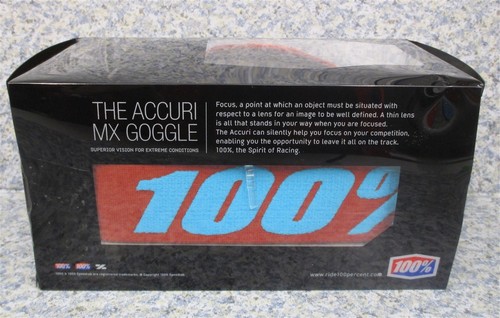 THE ACCURI
MX GOGGLE
SUPERIOR VISION FOR EXTREME CONDITIONS
Focus, a point at which an object must be situated with
respect to a lens for an image to be well defined. A thin lens
is all that stands in your way when you are focused.
The Accuri can silently help you focus on your competition,
enabling you the opportunity to leave it all on the track.
100%, the Spirit of Racing.
100%
100% 100%
www.ride100percent.com
100%